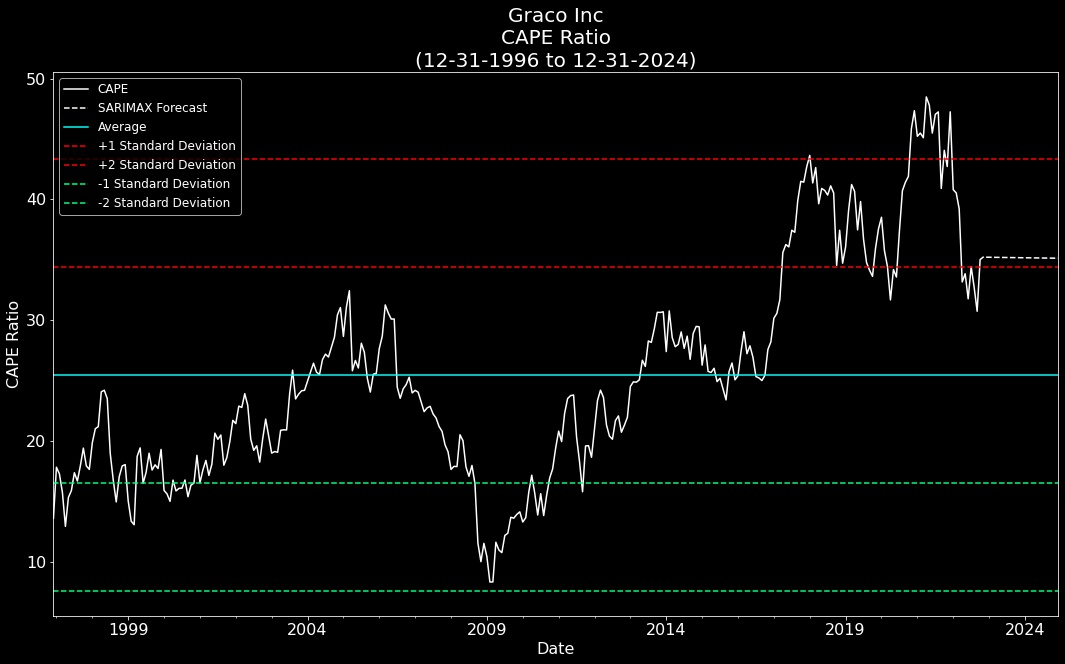 Graco Inc
CAPE Ratio
(12-31-1996 to 12-31-2024)
CAPE
SARIMAX Forecast
Average
+1 Standard Deviation
+2 Standard Deviation
-1 Standard Deviation
-2 Standard Deviation
CAPE Ratio
50
40
30
20
10
1999
2004
2009
2014
2019
2024
Date